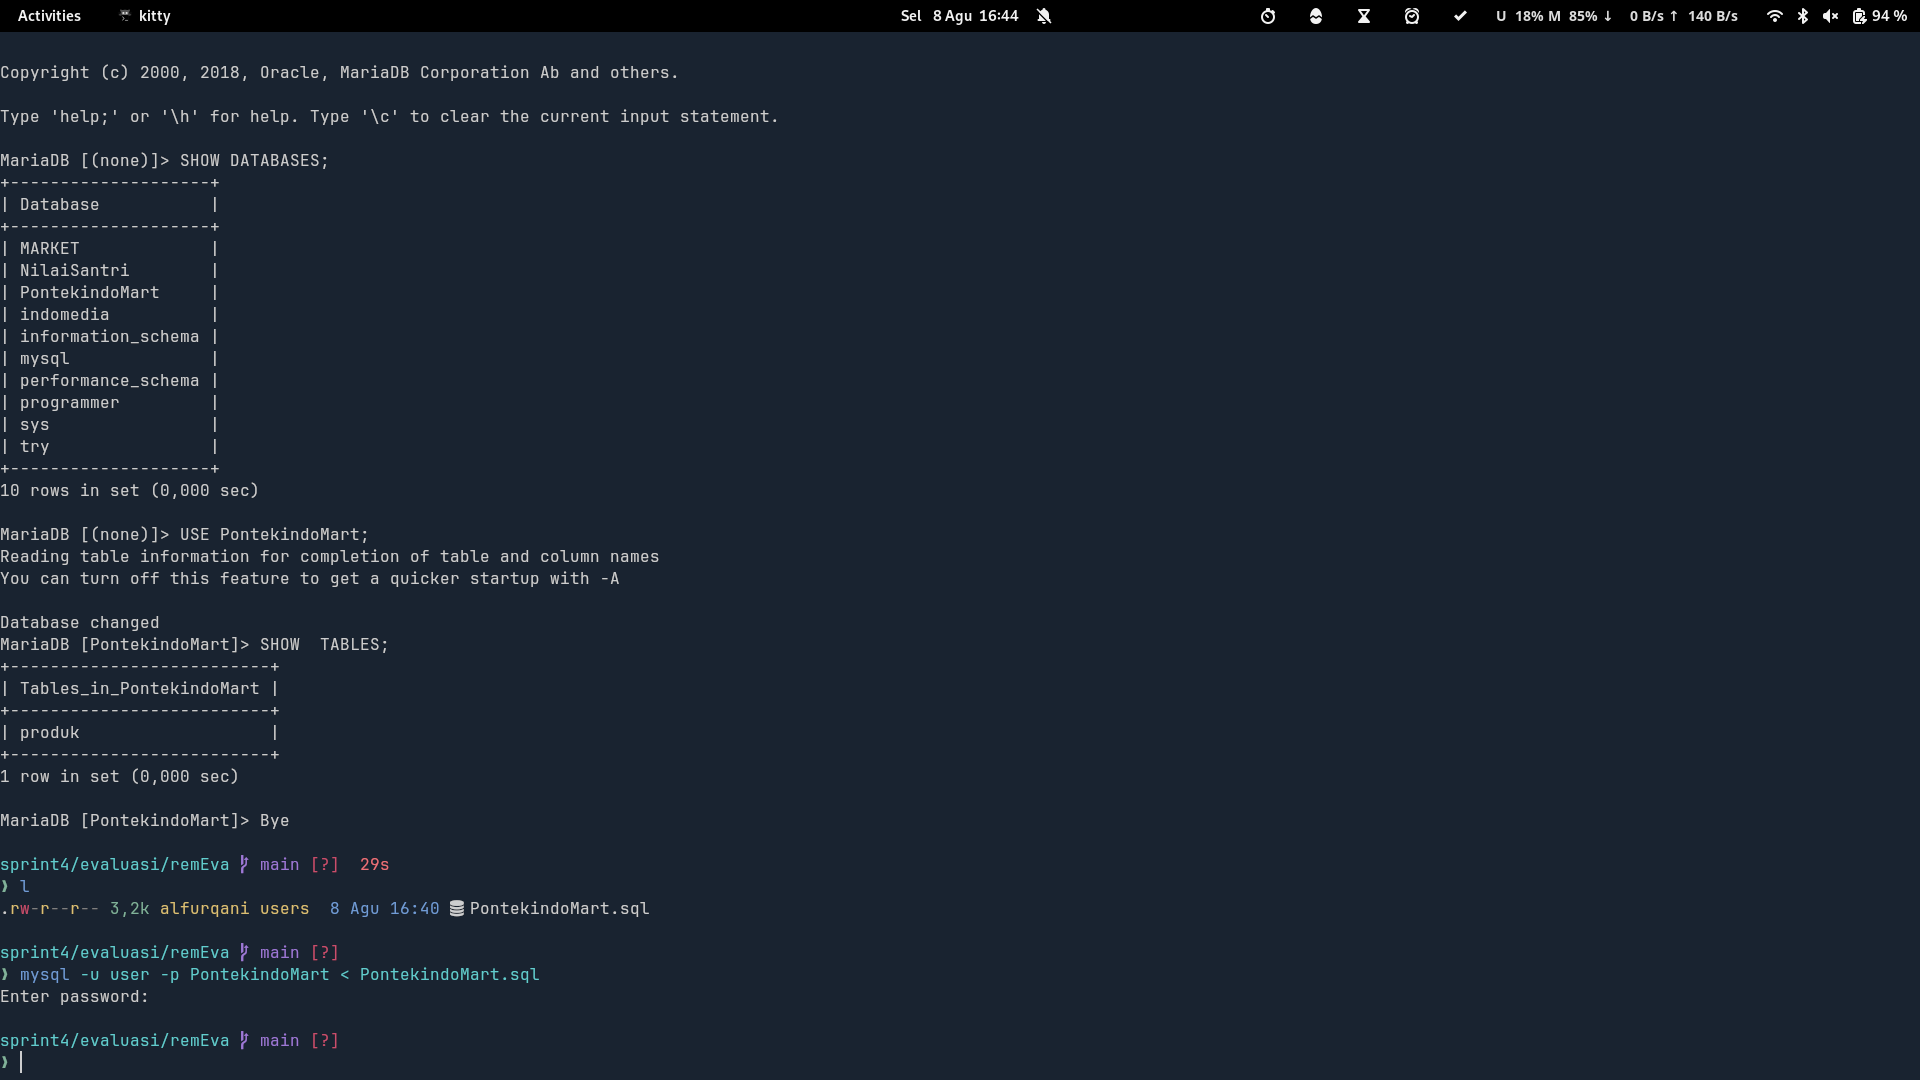 Activities kitty Sel 8 Agu 16:44 U 18% M 85% ↓ 0 B/s ↑ 140 B/s 94 %
Copyright (c) 2000, 2018, Oracle, MariaDB Corporation Ab and others.
Type 'help;' or '\h' for help. Type '\c' to clear the current input statement.
MariaDB [(none)]> SHOW DATABASES;
+--------------------+
| Database           |
+--------------------+
| MARKET             |
| NilaiSantri        |
| PontekindoMart     |
| indomedia          |
| information_schema |
| mysql              |
| performance_schema |
| programmer         |
| sys                |
| try                |
+--------------------+
10 rows in set (0,000 sec)
MariaDB [(none)]> USE PontekindoMart;
Reading table information for completion of table and column names
You can turn off this feature to get a quicker startup with -A
Database changed
MariaDB [PontekindoMart]> SHOW  TABLES;
+--------------------------+
| Tables_in_PontekindoMart |
+--------------------------+
| produk                   |
+--------------------------+
1 row in set (0,000 sec)
MariaDB [PontekindoMart]> Bye
sprint4/evaluasi/remEva main [?]  29s
❱ l
.rw-r--r-- 3,2k alfurqani users  8 Agu 16:40 PontekindoMart.sql
sprint4/evaluasi/remEva main [?]
❱ mysql -u user -p PontekindoMart < PontekindoMart.sql
Enter password:
sprint4/evaluasi/remEva main [?]
❱